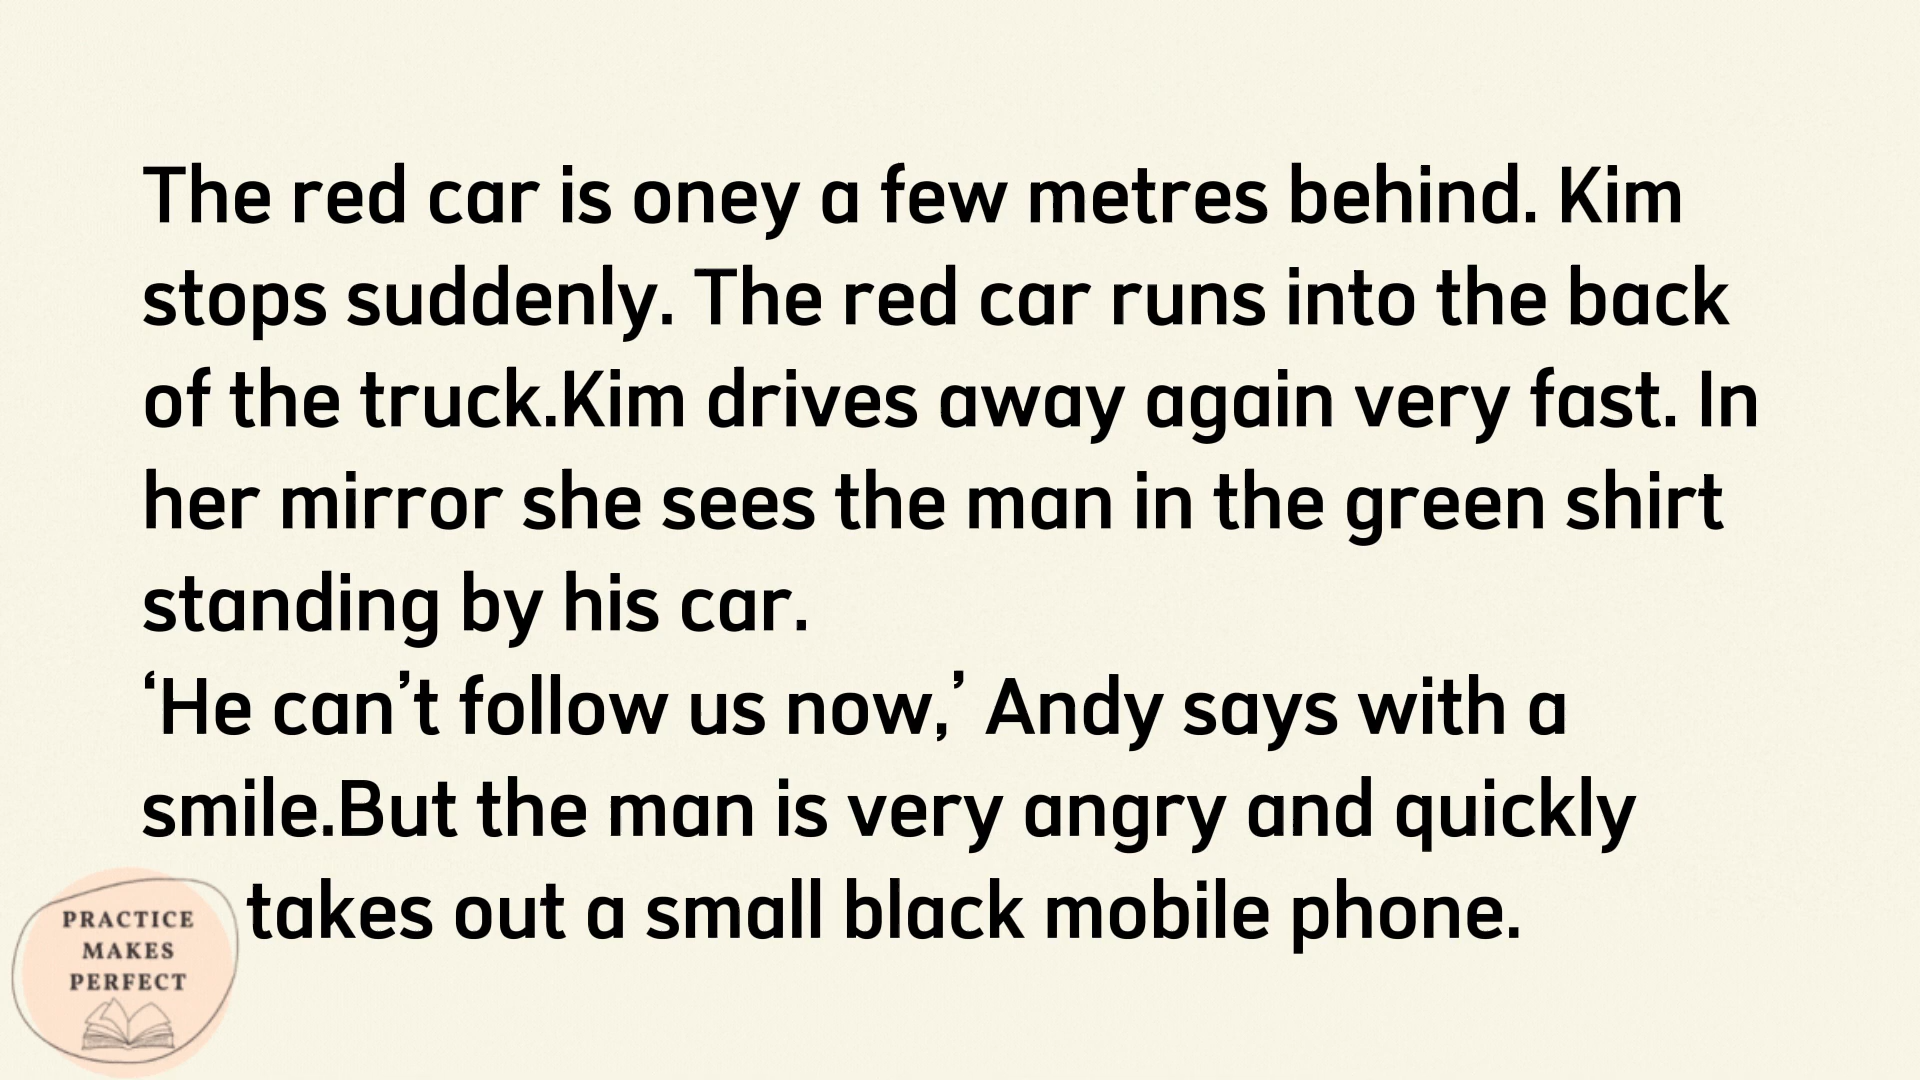 The red car is oney a few metres behind. Kim
stops suddenly. The red car runs into the back
of the truck.Kim drives away again very fast. In
her mirror she sees the man in the green shirt
standing by his car.
‘He can’t follow us now,’ Andy says with a
smile.But the man is very angry and quickly
takes out a small black mobile phone.
PRACTICE
MAKES
PERFECT